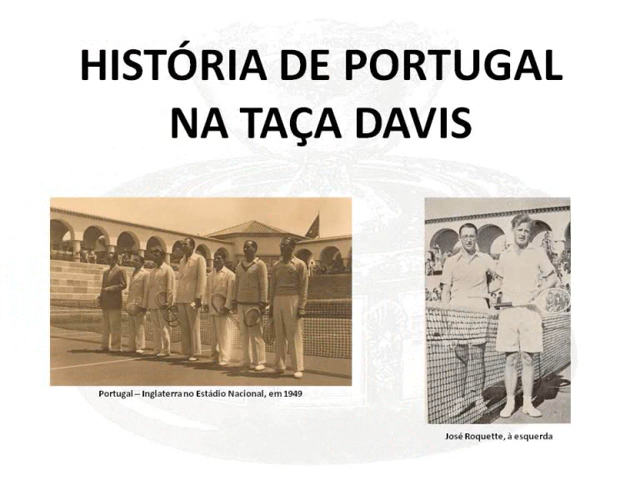 HISTÓRIA DE PORTUGAL
NA TAÇA DAVIS
Portugal – Inglaterra no Estádio Nacional, em 1949
José Roquette, à esquerda